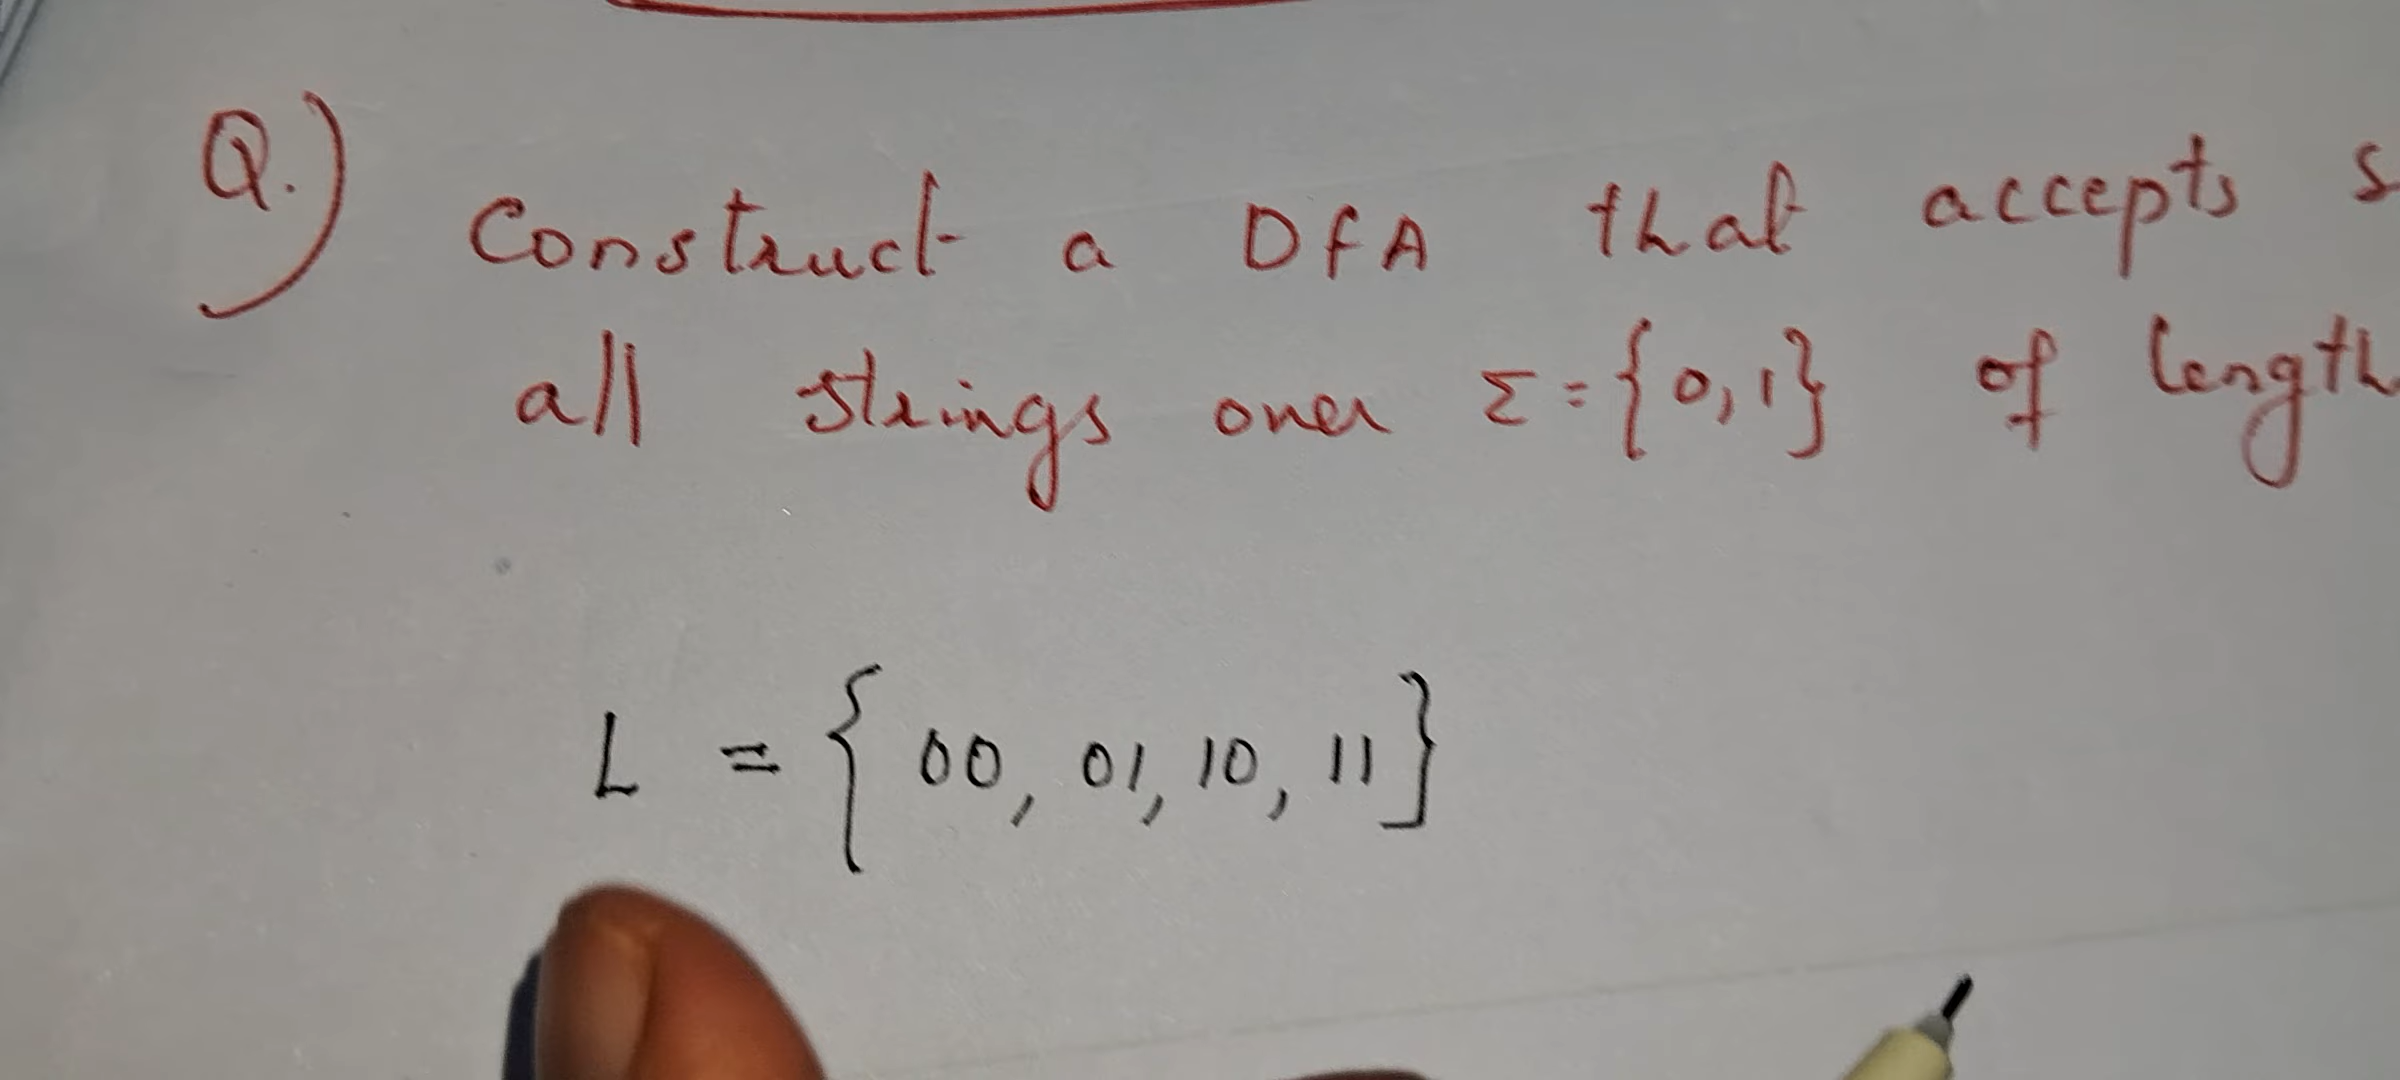 Q.) Construct a DFA that accepts
all strings over Σ = {0,1} of length
L = { 00, 01, 10, 11 }